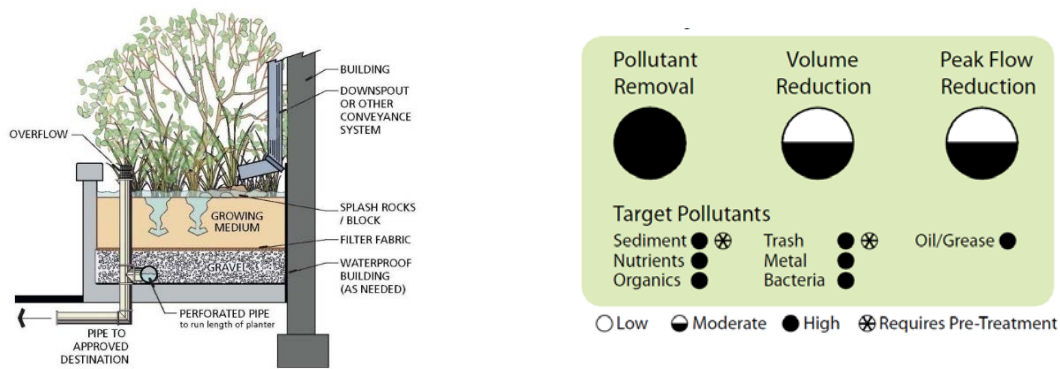 BUILDING
DOWNSPOUT
OR OTHER
CONVEYANCE
SYSTEM
OVERFLOW
SPLASH ROCKS
/ BLOCK
GROWING
MEDIUM
FILTER FABRIC
GRAVEL
WATERPROOF
BUILDING
(AS NEEDED)
PERFORATED PIPE
to run length of planter
PIPE TO
APPROVED
DESTINATION
Pollutant
Removal
Volume
Reduction
Peak Flow
Reduction
Target Pollutants
Sediment
Trash
Oil/Grease
Nutrients
Metal
Organics
Bacteria
Low
Moderate
High
Requires Pre-Treatment